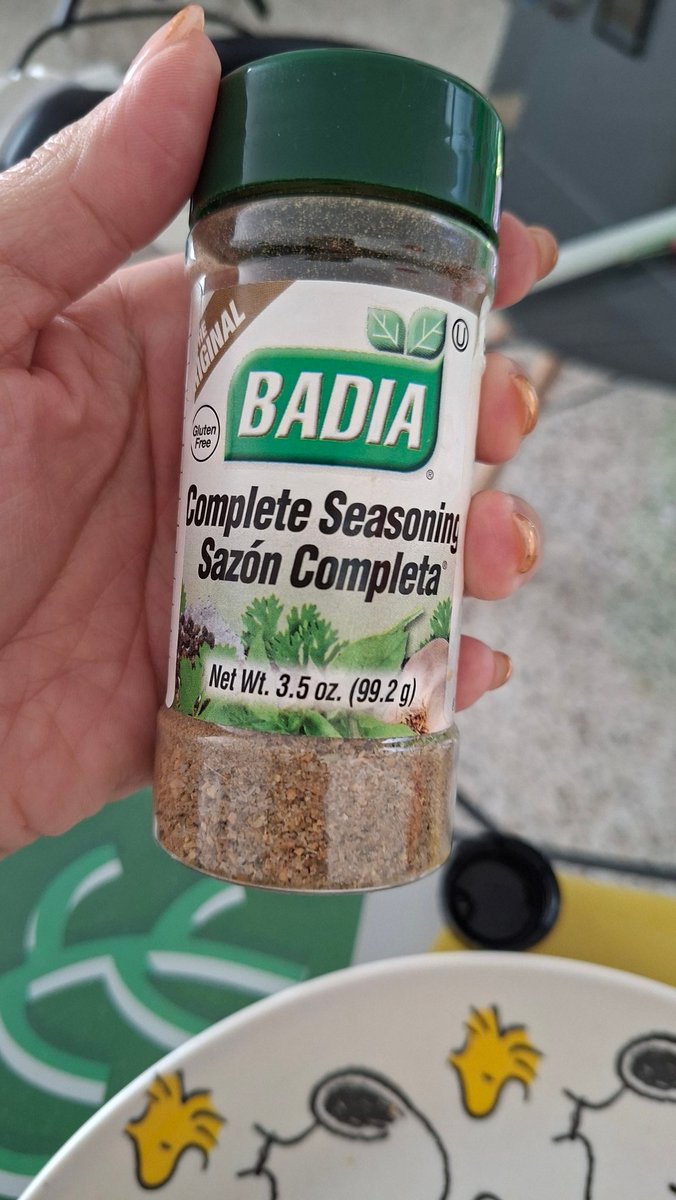 ORIGINAL
U
BADIA
®
Gluten
Free
Complete Seasoning
Sazón Completa®
Net Wt. 3.5 oz. (99.2 g)